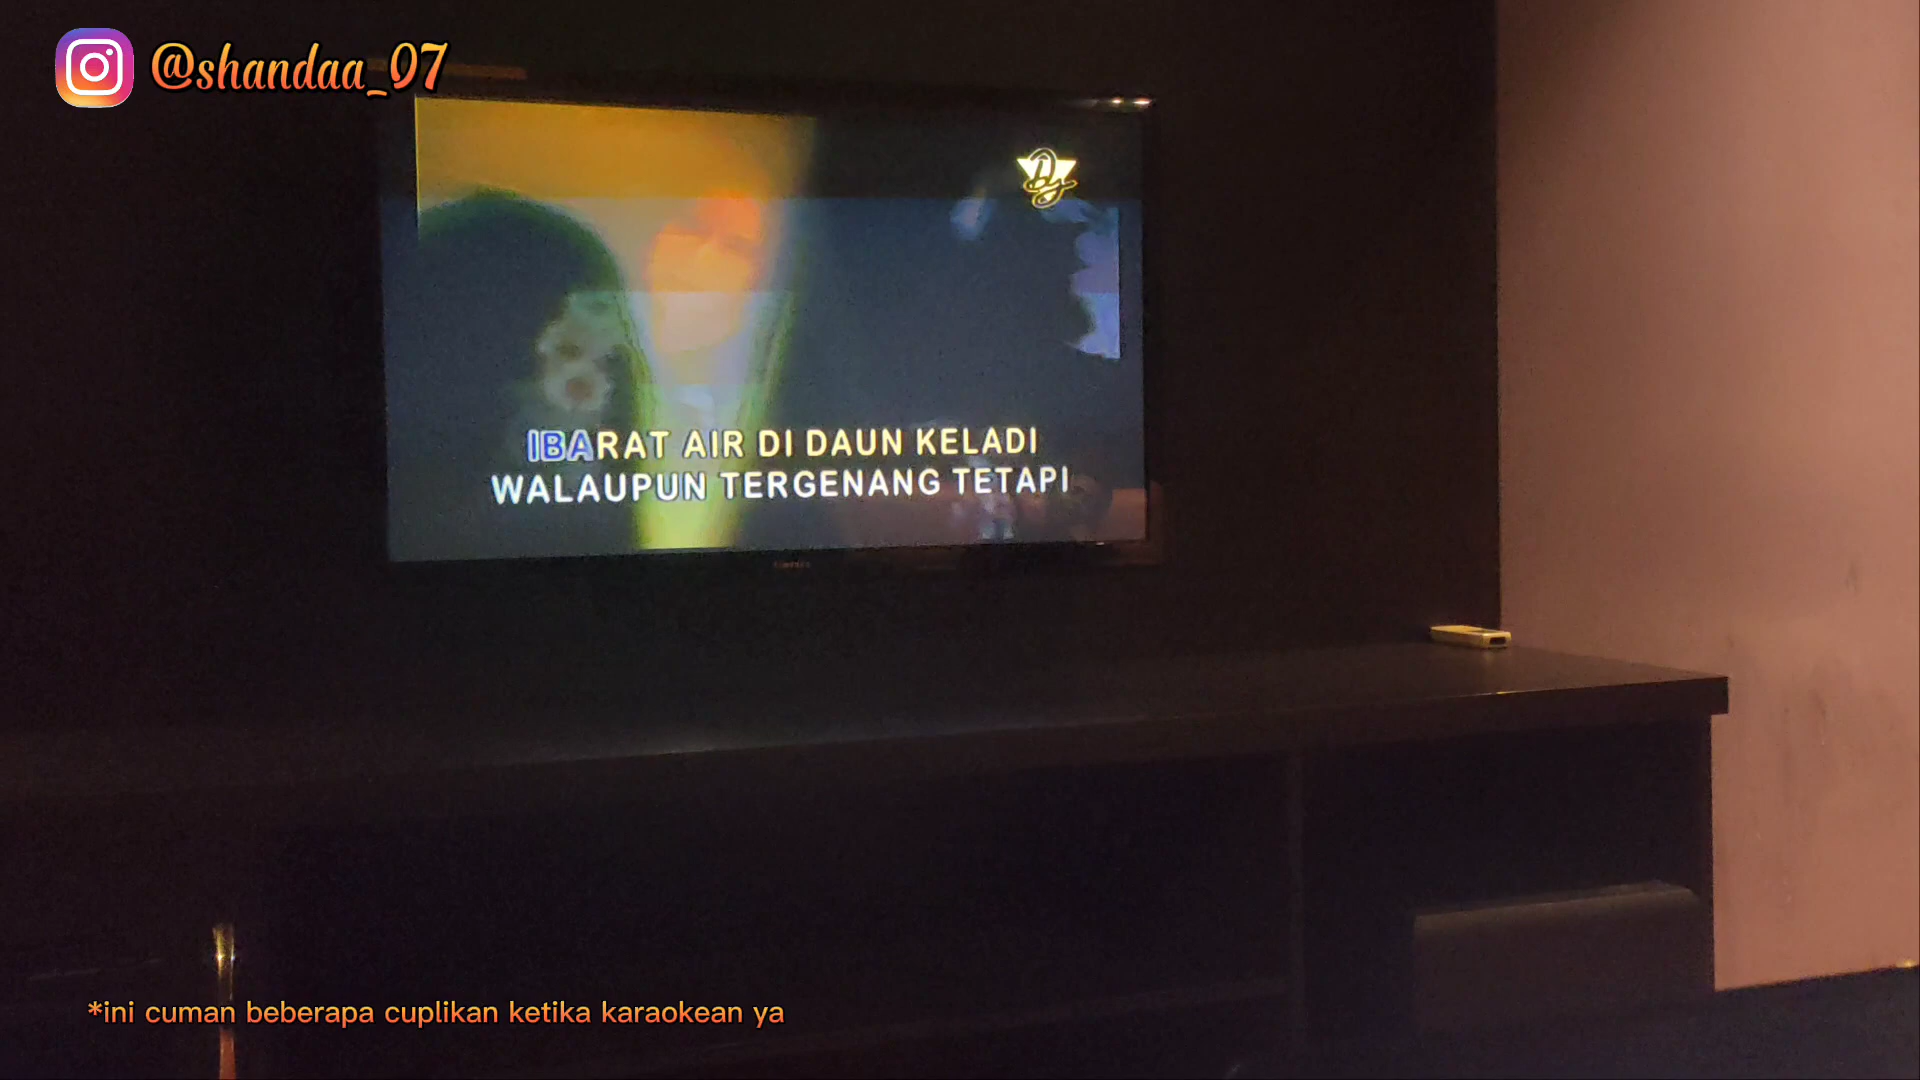 @shandaa_07
IBARAT AIR DI DAUN KELADI
WALAUPUN TERGENANG TETAPI
*ini cuman beberapa cuplikan ketika karaokean ya